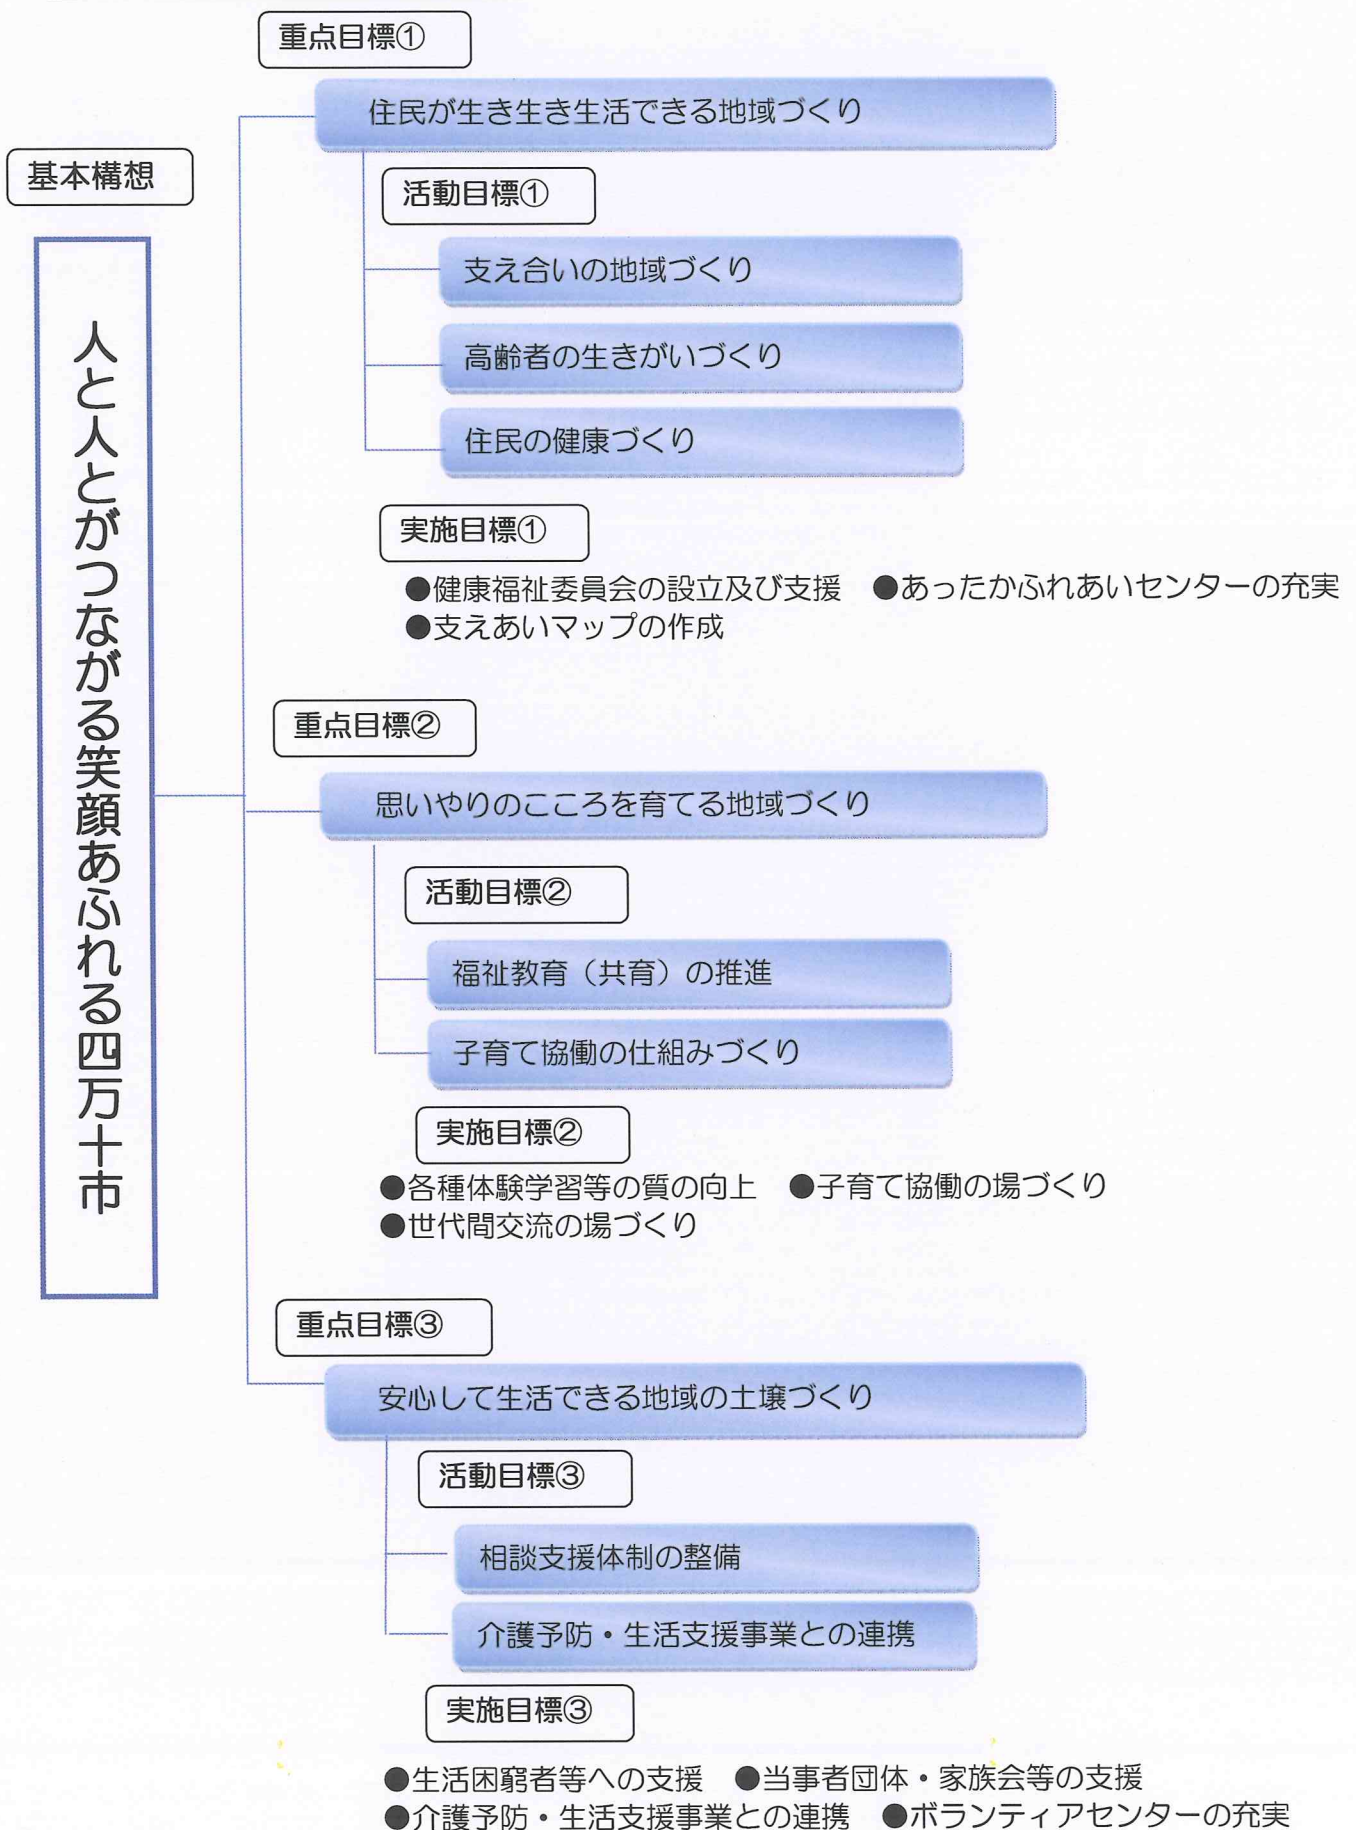 基本構想
人と人とがつながる笑顔あふれる四万十市
重点目標①
住民が生き生き生活できる地域づくり
活動目標①
支え合いの地域づくり
高齢者の生きがいづくり
住民の健康づくり
実施目標①
●健康福祉委員会の設立及び支援　●あったかふれあいセンターの充実
●支えあいマップの作成
重点目標②
思いやりのこころを育てる地域づくり
活動目標②
福祉教育（共育）の推進
子育て協働の仕組みづくり
実施目標②
●各種体験学習等の質の向上　●子育て協働の場づくり
●世代間交流の場づくり
重点目標③
安心して生活できる地域の土壌づくり
活動目標③
相談支援体制の整備
介護予防・生活支援事業との連携
実施目標③
●生活困窮者等への支援　●当事者団体・家族会等の支援
●介護予防・生活支援事業との連携　●ボランティアセンターの充実